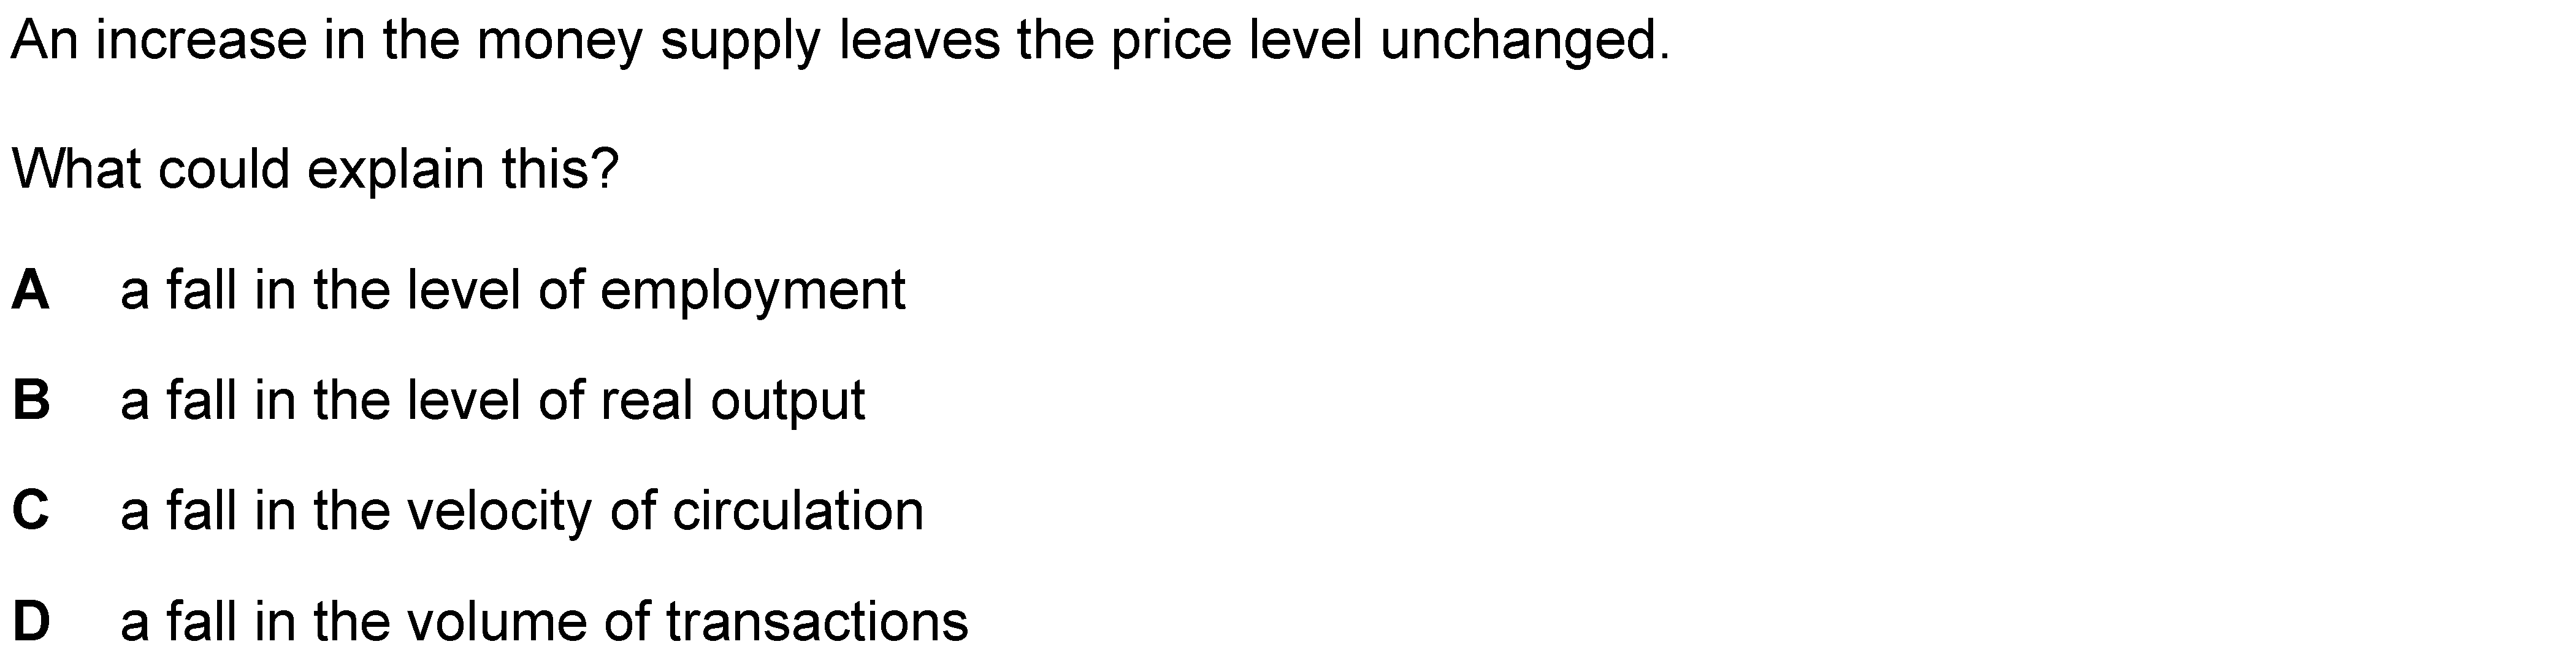 An increase in the money supply leaves the price level unchanged.
What could explain this?
A a fall in the level of employment
B a fall in the level of real output
C a fall in the velocity of circulation
D a fall in the volume of transactions